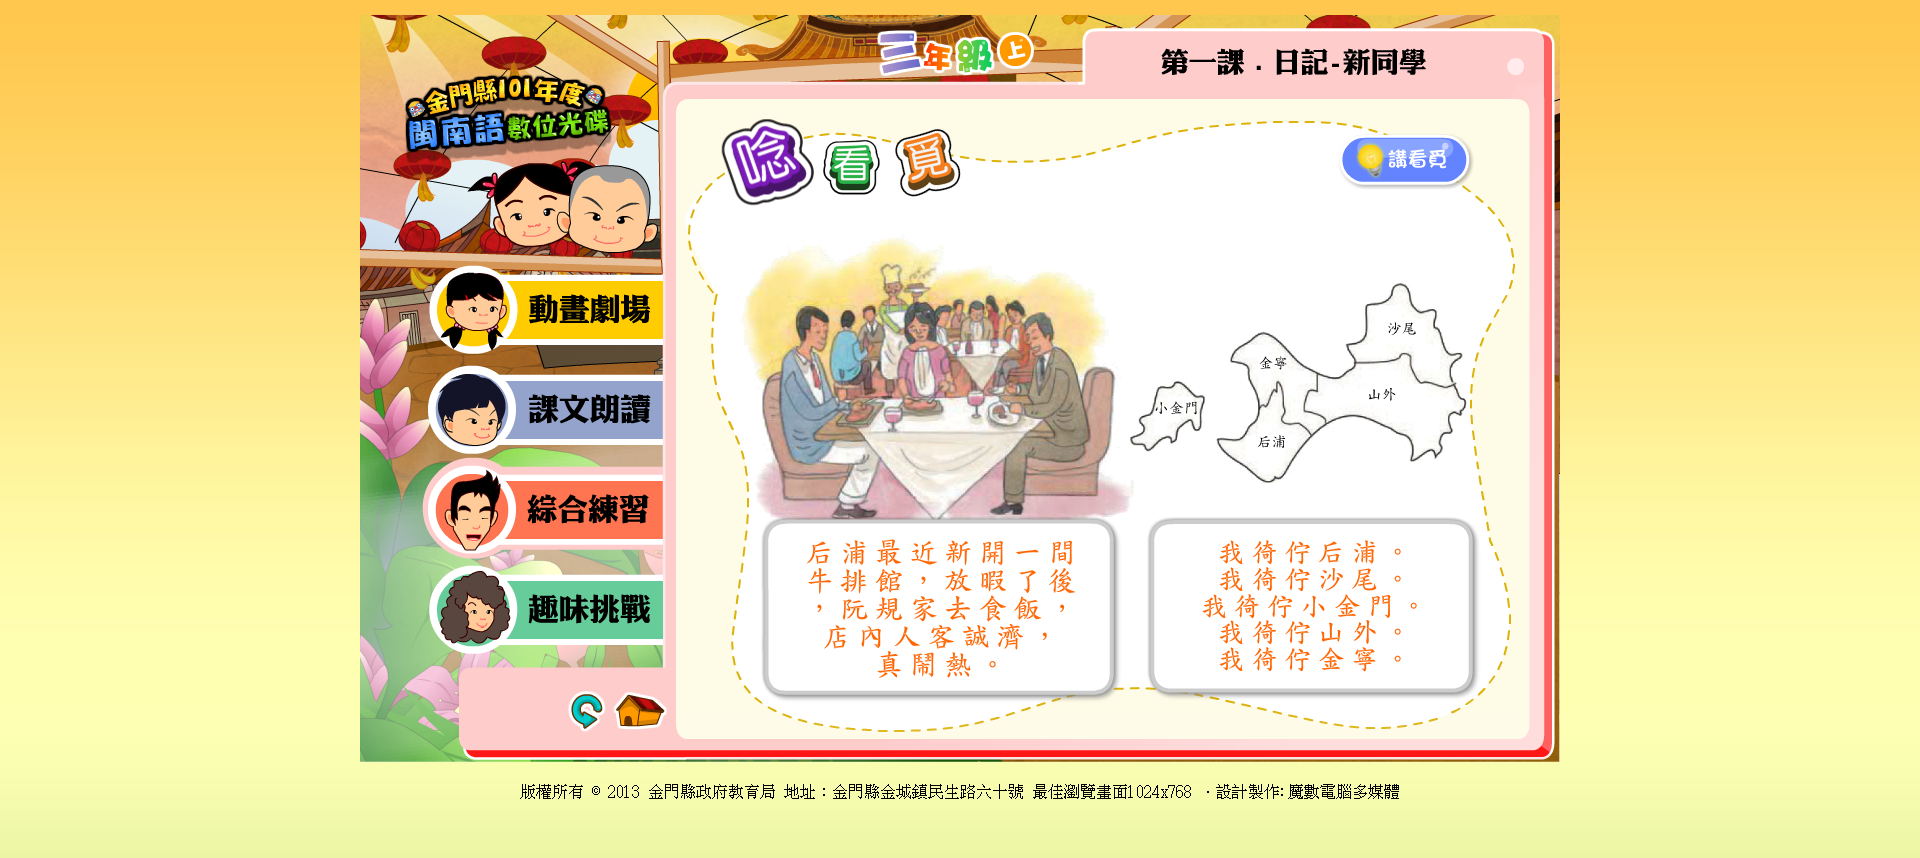 三年級上
第一課．日記-新同學
金門縣101年度
閩南語數位光碟
唸看覓
講看覓
動畫劇場
課文朗讀
綜合練習
趣味挑戰
沙尾
金寧
山外
小金門
后浦
后浦最近新開一間
牛排館，放暇了後
，阮規家去食飯，
店內人客誠濟，
真鬧熱。
我徛佇后浦。
我徛佇沙尾。
我徛佇小金門。
我徛佇山外。
我徛佇金寧。
版權所有 © 2013 金門縣政府教育局 地址：金門縣金城鎮民生路六十號 最佳瀏覽畫面1024x768 ‧設計製作:魔數電腦多媒體